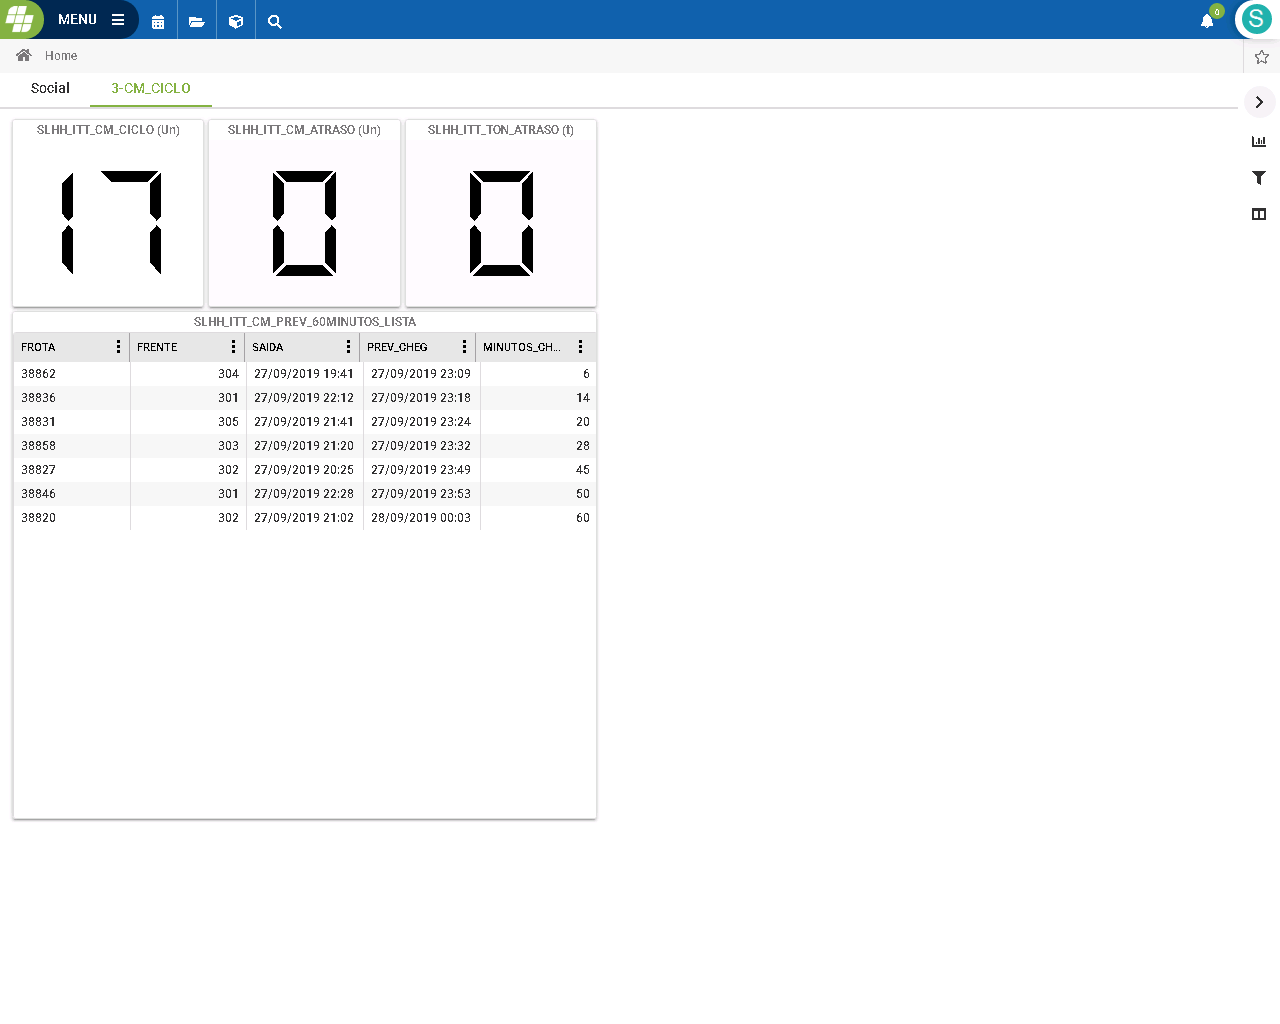 MENU
0
S
Home
Social 3-CM_CICLO
SLHH_ITT_CM_CICLO (Un) SLHH_ITT_CM_ATRASO (Un) SLHH_ITT_TON_ATRASO (t)
17 0 0
SLHH_ITT_CM_PREV_60MINUTOS_LISTA
FROTA FRENTE SAIDA PREV_CHEG MINUTOS_CH...
38862 304 27/09/2019 19:41 27/09/2019 23:09 6
38836 301 27/09/2019 22:12 27/09/2019 23:18 14
38831 305 27/09/2019 21:41 27/09/2019 23:24 20
38858 303 27/09/2019 21:20 27/09/2019 23:32 28
38827 302 27/09/2019 20:25 27/09/2019 23:49 45
38846 301 27/09/2019 22:28 27/09/2019 23:53 50
38820 302 27/09/2019 21:02 28/09/2019 00:03 60